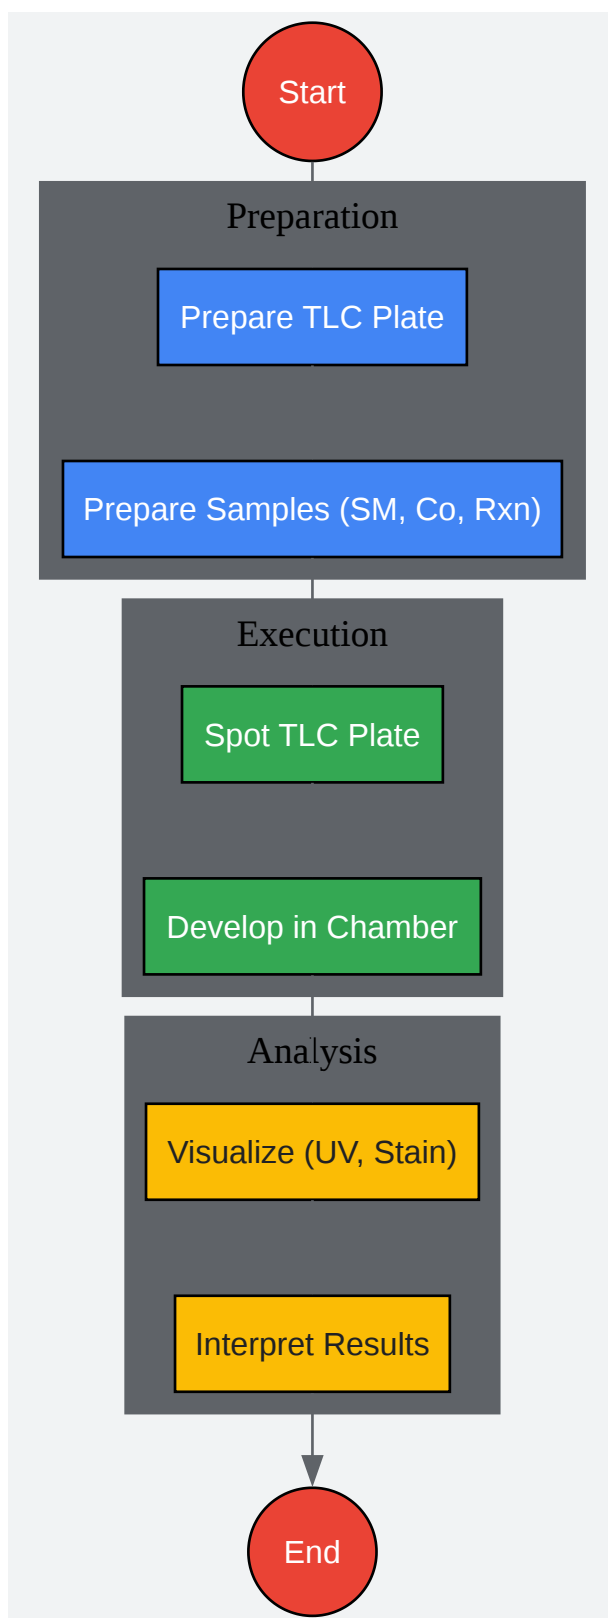 Start
Preparation
Prepare TLC Plate
Prepare Samples (SM, Co, Rxn)
Execution
Spot TLC Plate
Develop in Chamber
Analysis
Visualize (UV, Stain)
Interpret Results
End